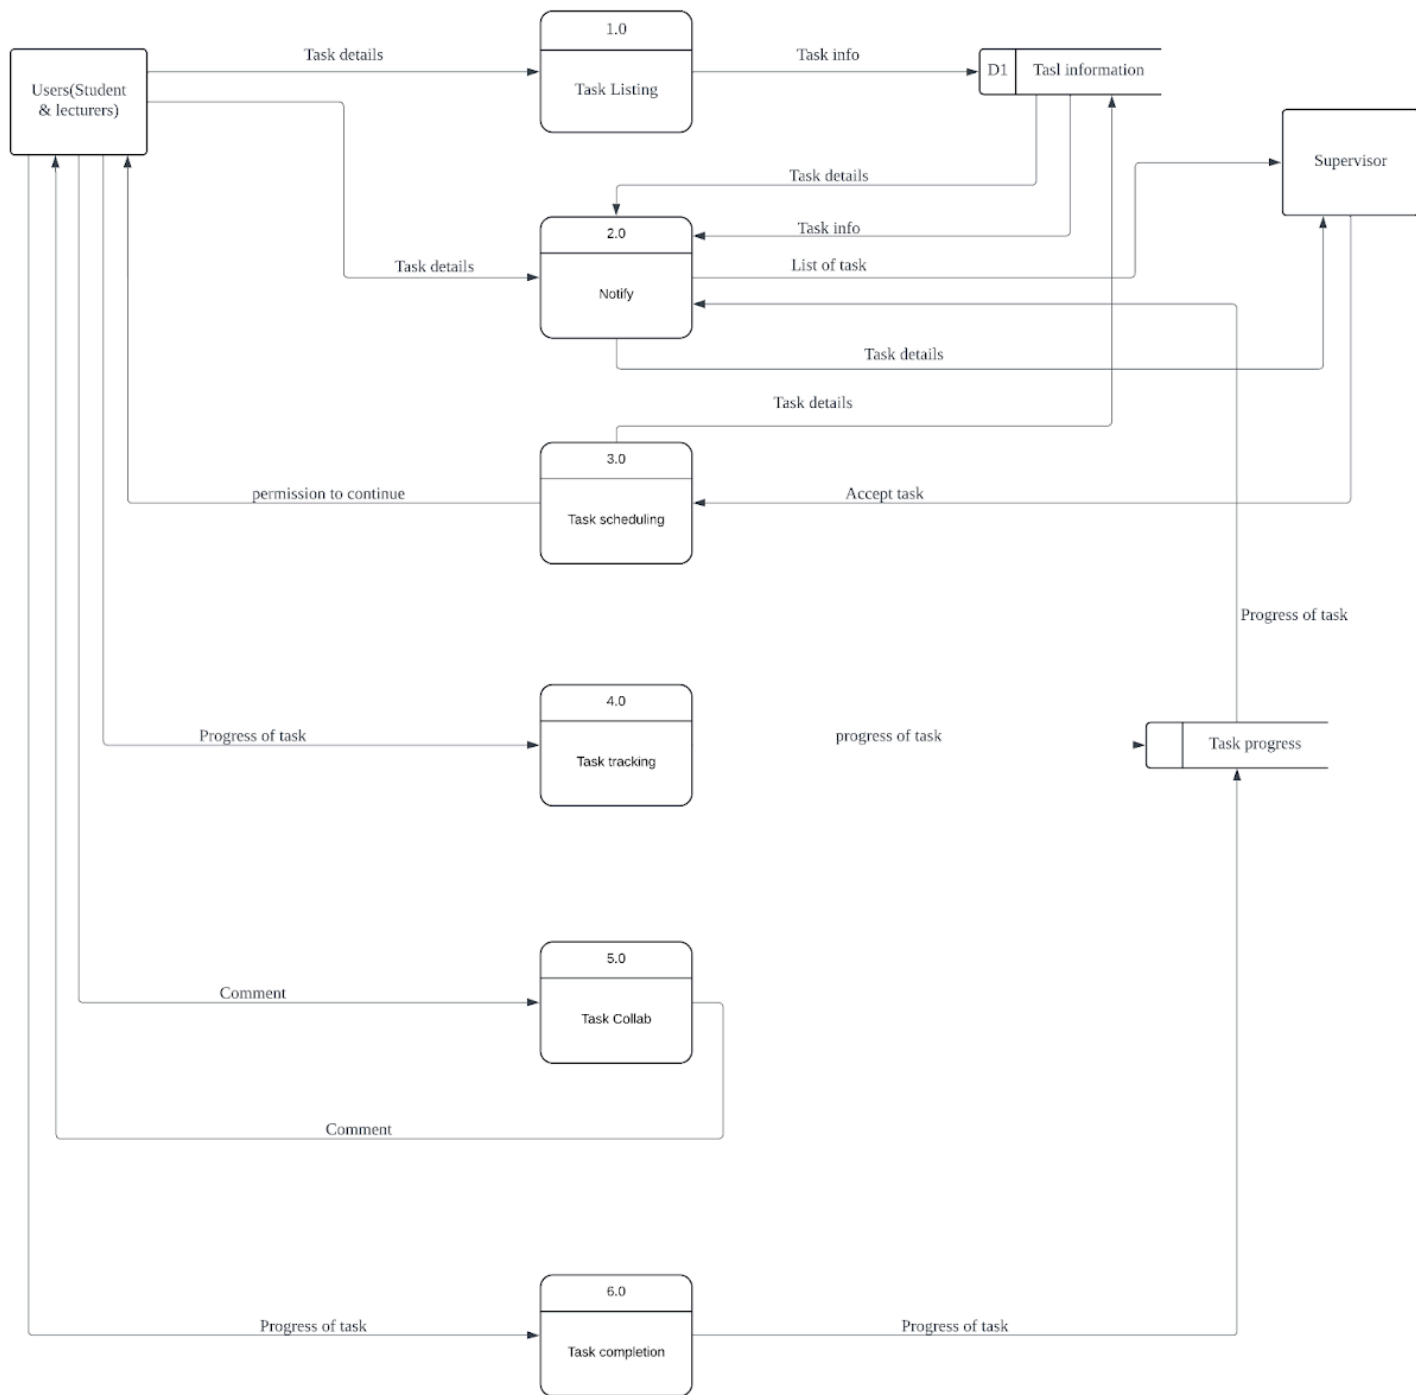 1.0
Task details
Task info
Users(Student
& lecturers)
Task Listing
D1
Tasl information
Supervisor
Task details
Task info
2.0
List of task
Task details
Notify
Task details
Task details
3.0
permission to continue
Accept task
Task scheduling
Progress of task
4.0
Progress of task
progress of task
Task progress
Task tracking
5.0
Comment
Task Collab
Comment
6.0
Progress of task
Progress of task
Task completion